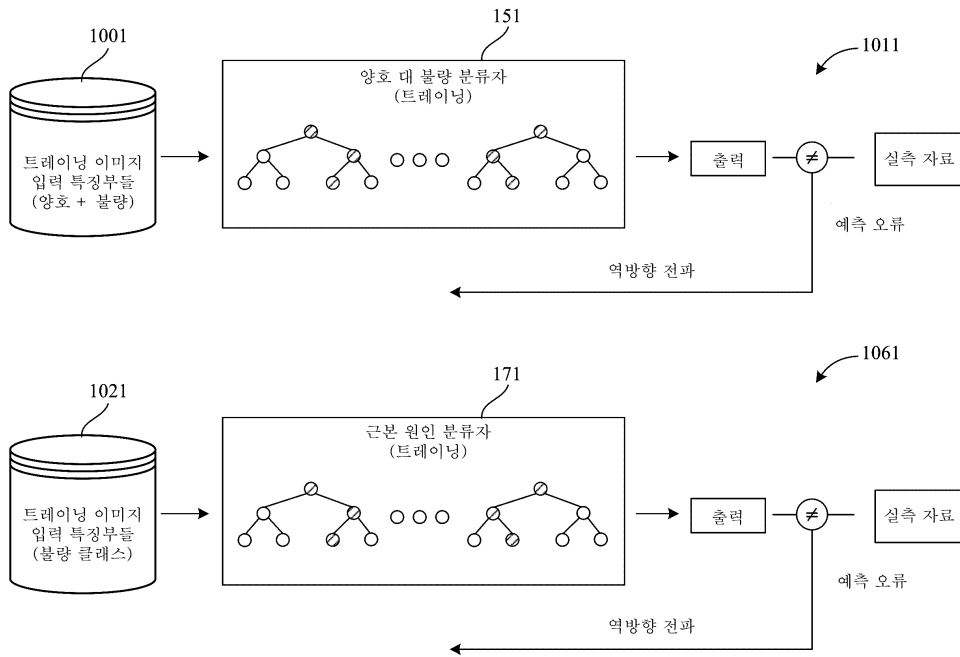 1001
151
1011
양호 대 불량 분류자
(트레이닝)
트레이닝 이미지
입력 특징부들
(양호 + 불량)
출력
≠
실측 자료
예측 오류
역방향 전파
1021
171
1061
근본 원인 분류자
(트레이닝)
트레이닝 이미지
입력 특징부들
(불량 클래스)
출력
≠
실측 자료
예측 오류
역방향 전파